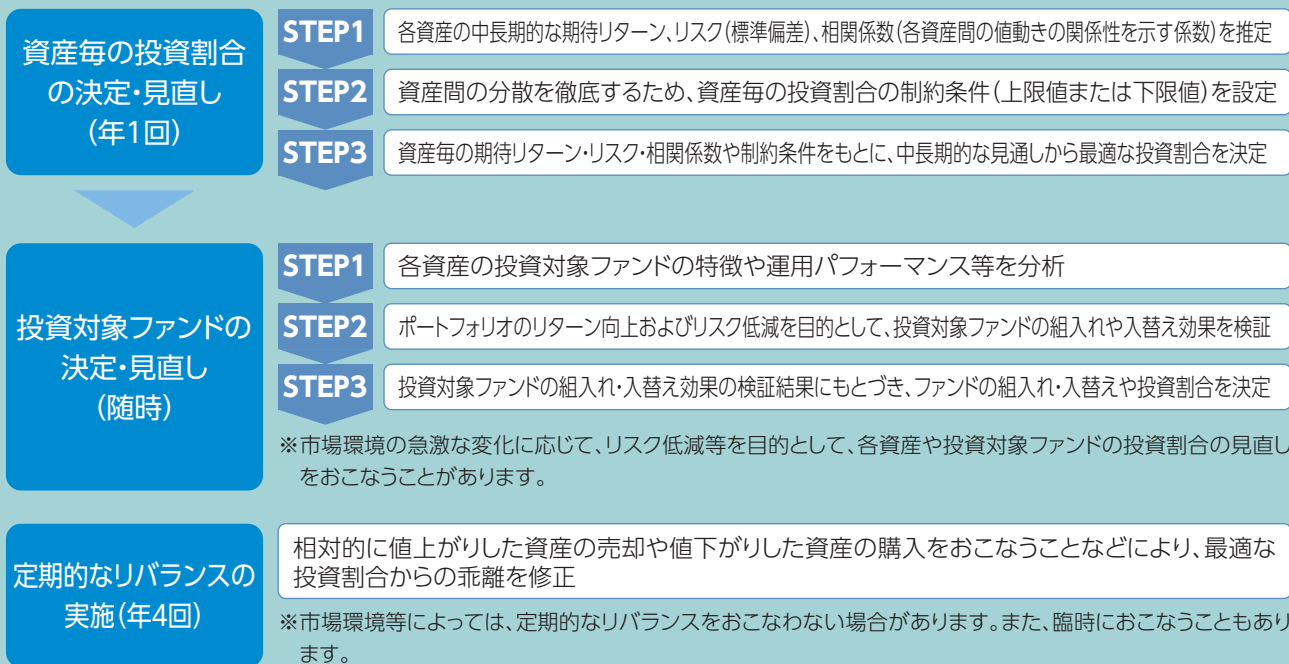 資産毎の投資割合
の決定・見直し
(年1回)
STEP1
各資産の中長期的な期待リターン、リスク(標準偏差)、相関係数(各資産間の値動きの関係性を示す係数)を推定
STEP2
資産間の分散を徹底するため、資産毎の投資割合の制約条件(上限値または下限値)を設定
STEP3
資産毎の期待リターン・リスク・相関係数や制約条件をもとに、中長期的な見通しから最適な投資割合を決定
投資対象ファンドの
決定・見直し
(随時)
STEP1
各資産の投資対象ファンドの特徴や運用パフォーマンス等を分析
STEP2
ポートフォリオのリターン向上およびリスク低減を目的として、投資対象ファンドの組入れや入替え効果を検証
STEP3
投資対象ファンドの組入れ・入替え効果の検証結果にもとづき、ファンドの組入れ・入替えや投資割合を決定
※市場環境の急激な変化に応じて、リスク低減等を目的として、各資産や投資対象ファンドの投資割合の見直し
をおこなうことがあります。
定期的なリバランスの
実施(年4回)
相対的に値上がりした資産の売却や値下がりした資産の購入をおこなうことなどにより、最適な
投資割合からの乖離を修正
※市場環境等によっては、定期的なリバランスをおこなわない場合があります。また、臨時におこなうこともあり
ます。